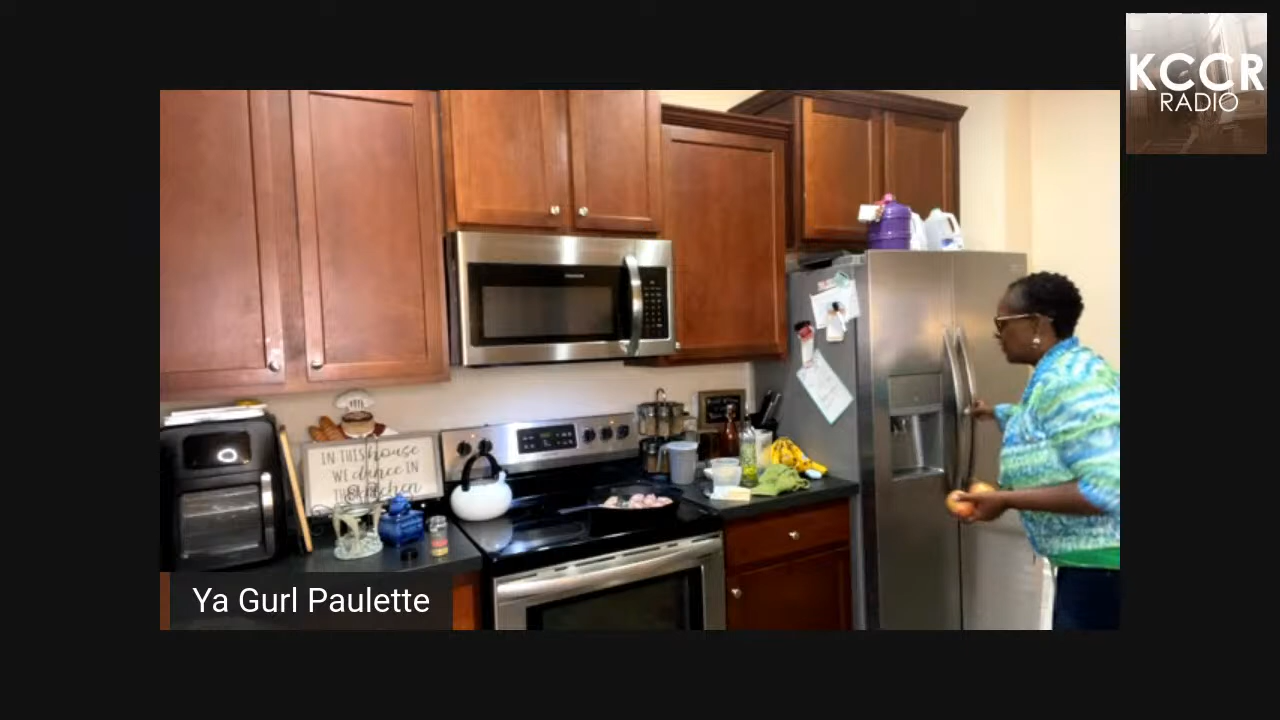 KCCR
RADIO
IN THIS house
WE dance IN
THE kitchen
Ya Gurl Paulette